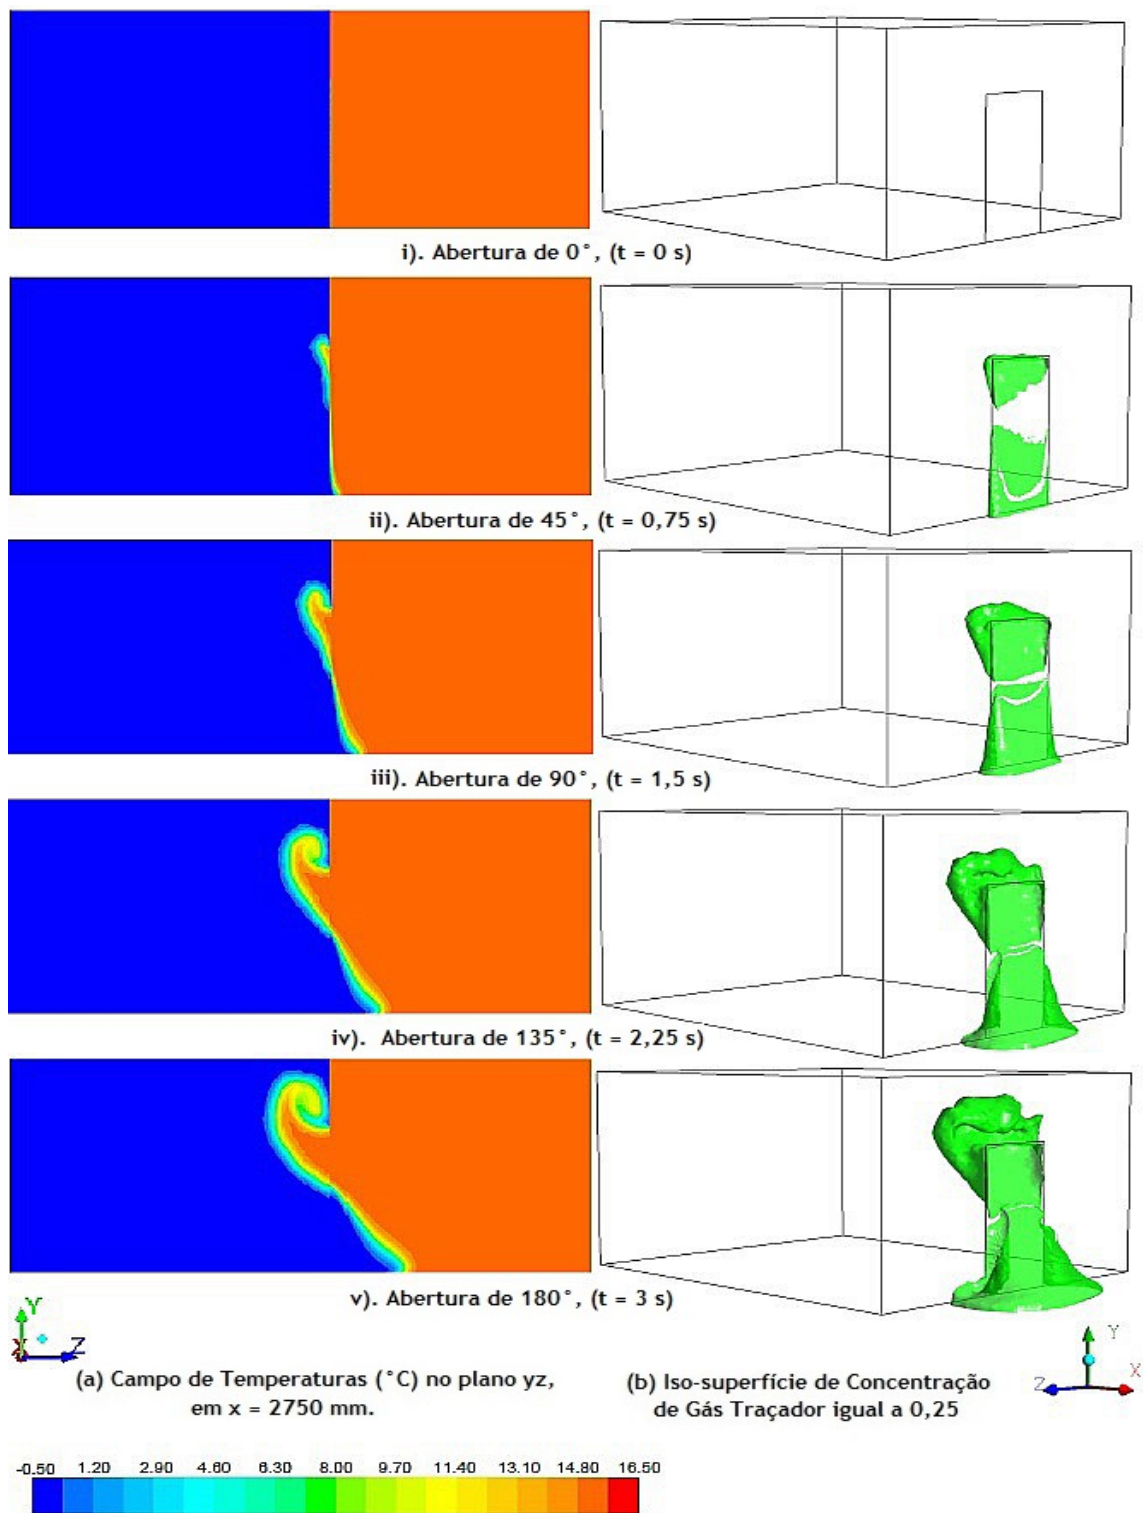 i). Abertura de 0°, (t = 0 s)
ii). Abertura de 45°, (t = 0,75 s)
iii). Abertura de 90°, (t = 1,5 s)
iv). Abertura de 135°, (t = 2,25 s)
v). Abertura de 180°, (t = 3 s)
Y
X Z
(a) Campo de Temperaturas (°C) no plano yz,
em x = 2750 mm.
(b) Iso-superfície de Concentração
de Gás Traçador igual a 0,25
Y
Z X
-0.50 1.20 2.90 4.60 6.30 8.00 9.70 11.40 13.10 14.80 16.50